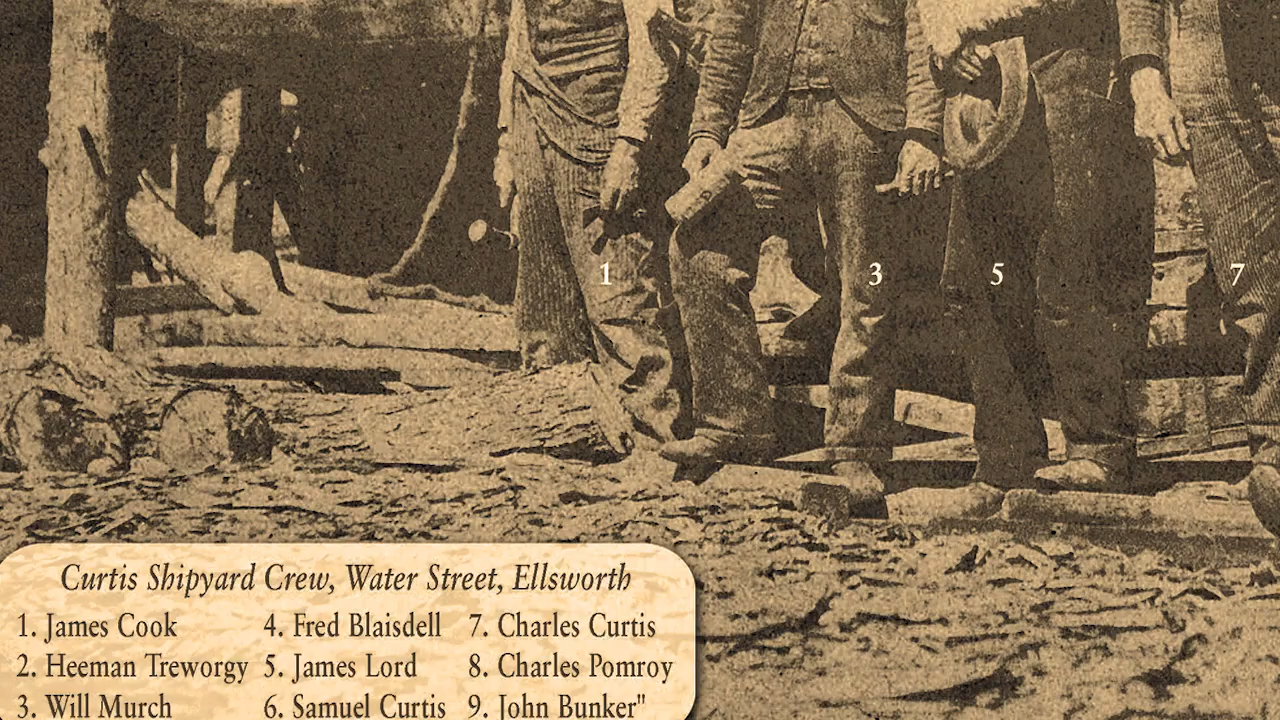 1 3 5 7
Curtis Shipyard Crew, Water Street, Ellsworth
1. James Cook 4. Fred Blaisdell 7. Charles Curtis
2. Heeman Treworgy 5. James Lord 8. Charles Pomroy
3. Will Murch 6. Samuel Curtis 9. John Bunker"